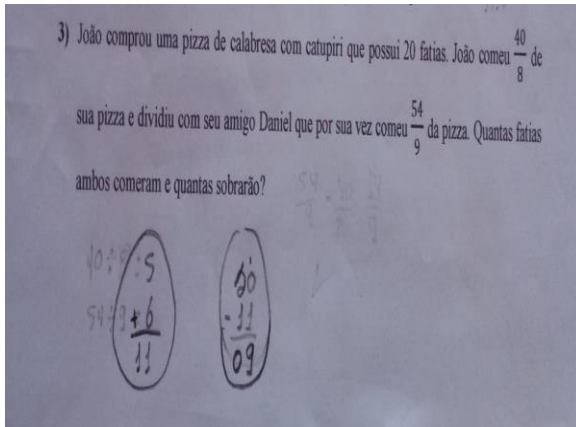 3) João comprou uma pizza de calabresa com catupiri que possui 20 fatias. João comeu 40/8 de
sua pizza e dividiu com seu amigo Daniel que por sua vez comeu 54/9 da pizza. Quantas fatias
ambos comeram e quantas sobrarão?
40÷8: 5
54÷9 + 6
11
20
- 11
09